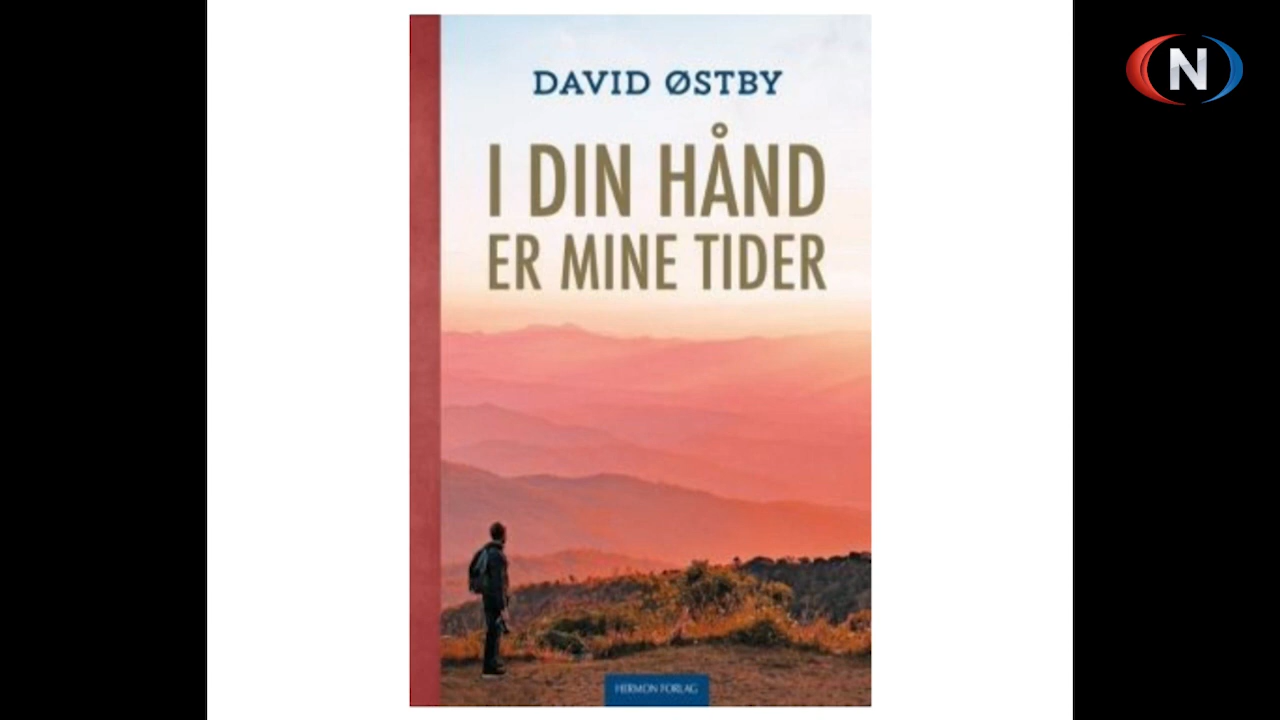 DAVID ØSTBY
I DIN HÅND
ER MINE TIDER
HERMON FORLAG
N